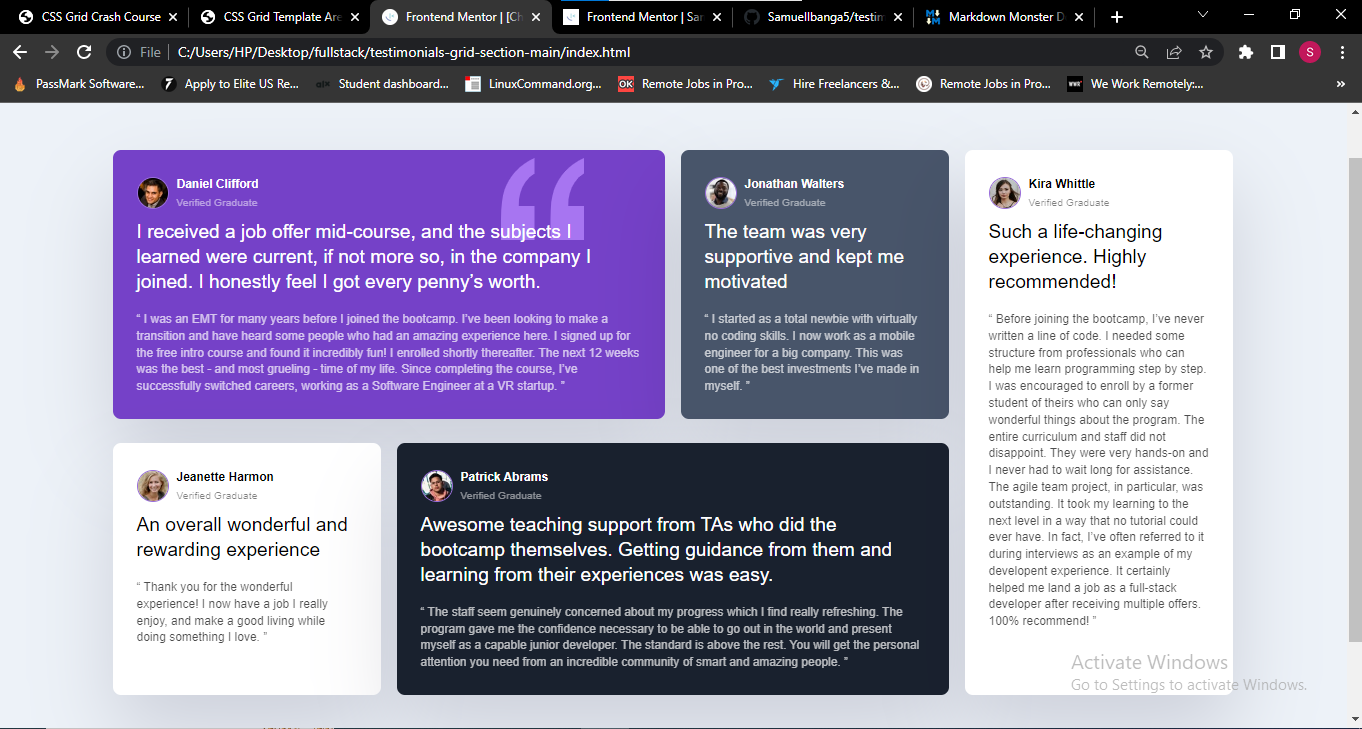 CSS Grid Crash Course
CSS Grid Template Are
Frontend Mentor | [Ch
Frontend Mentor | Sar
Samuellbanga5/testim
Markdown Monster D
File
C:/Users/HP/Desktop/fullstack/testimonials-grid-section-main/index.html
S
PassMark Software...
Apply to Elite US Re...
Student dashboard...
LinuxCommand.org...
OK
Remote Jobs in Pro...
Hire Freelancers &...
Remote Jobs in Pro...
We Work Remotely:...
»
“
Daniel Clifford
Verified Graduate
I received a job offer mid-course, and the subjects I
learned were current, if not more so, in the company I
joined. I honestly feel I got every penny’s worth.
“ I was an EMT for many years before I joined the bootcamp. I’ve been looking to make a
transition and have heard some people who had an amazing experience here. I signed up for
the free intro course and found it incredibly fun! I enrolled shortly thereafter. The next 12 weeks
was the best - and most grueling - time of my life. Since completing the course, I’ve
successfully switched careers, working as a Software Engineer at a VR startup. ”
Jonathan Walters
Verified Graduate
The team was very
supportive and kept me
motivated
“ I started as a total newbie with virtually
no coding skills. I now work as a mobile
engineer for a big company. This was
one of the best investments I’ve made in
myself. ”
Kira Whittle
Verified Graduate
Such a life-changing
experience. Highly
recommended!
“ Before joining the bootcamp, I’ve never
written a line of code. I needed some
structure from professionals who can
help me learn programming step by step.
I was encouraged to enroll by a former
student of theirs who can only say
wonderful things about the program. The
entire curriculum and staff did not
disappoint. They were very hands-on and
I never had to wait long for assistance.
The agile team project, in particular, was
outstanding. It took my learning to the
next level in a way that no tutorial could
ever have. In fact, I’ve often referred to it
during interviews as an example of my
developent experience. It certainly
helped me land a job as a full-stack
developer after receiving multiple offers.
100% recommend! ”
Jeanette Harmon
Verified Graduate
An overall wonderful and
rewarding experience
“ Thank you for the wonderful
experience! I now have a job I really
enjoy, and make a good living while
doing something I love. ”
Patrick Abrams
Verified Graduate
Awesome teaching support from TAs who did the
bootcamp themselves. Getting guidance from them and
learning from their experiences was easy.
“ The staff seem genuinely concerned about my progress which I find really refreshing. The
program gave me the confidence necessary to be able to go out in the world and present
myself as a capable junior developer. The standard is above the rest. You will get the personal
attention you need from an incredible community of smart and amazing people. ”
Activate Windows
Go to Settings to activate Windows.